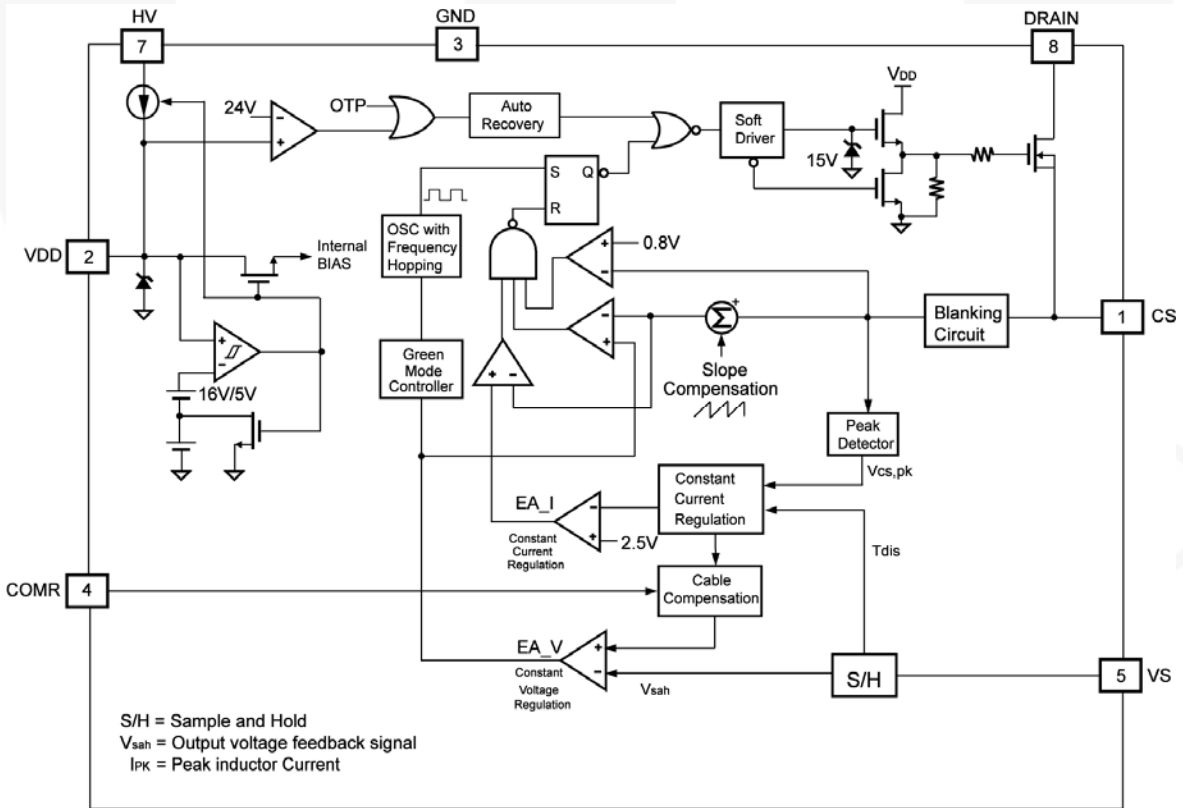 HV
GND
DRAIN
7
3
8
VDD
24V
OTP
Auto
Recovery
Soft
Driver
15V
S
Q
R
OSC with
Frequency
Hopping
0.8V
VDD
2
Internal
BIAS
Blanking
Circuit
1
CS
Green
Mode
Controller
+
-
Σ
+
Slope
Compensation
16V/5V
Peak
Detector
Vcs,pk
Constant
Current
Regulation
EA_I
Constant
Current
Regulation
2.5V
Tdis
COMR
4
Cable
Compensation
EA_V
Constant
Voltage
Regulation
Vsah
S/H
5
VS
S/H = Sample and Hold
Vsah = Output voltage feedback signal
IPK = Peak inductor Current